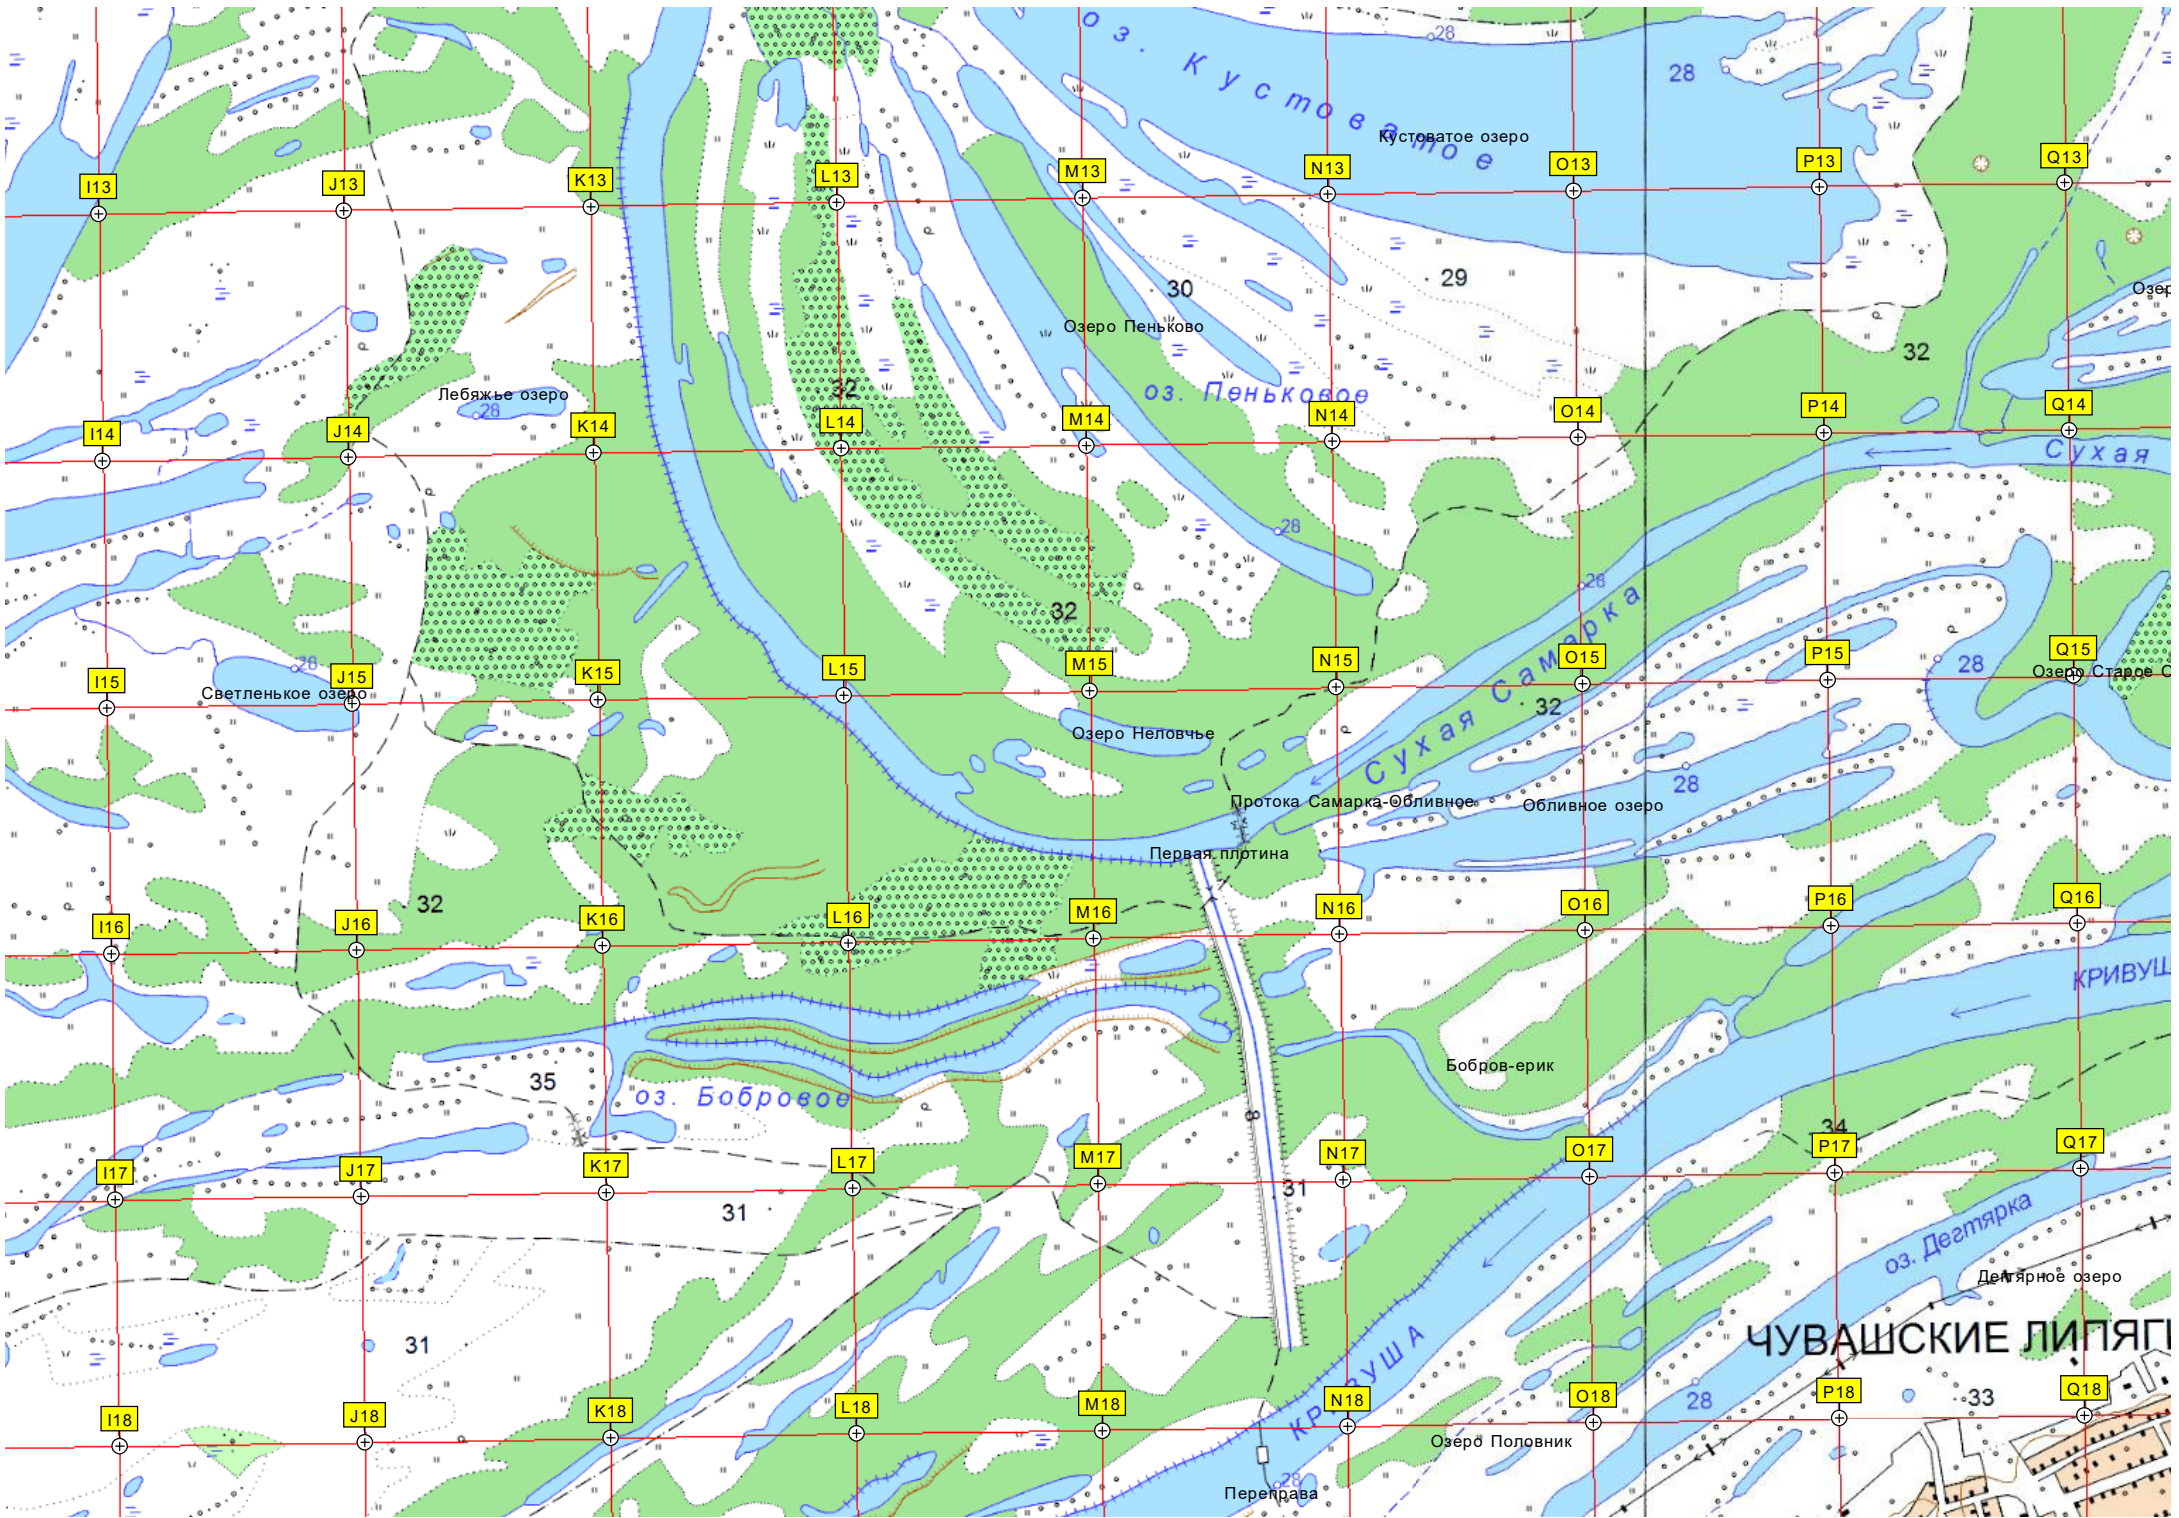 оз. Кустоватое
28
28
Кустоватое озеро
I13
J13
K13
L13
M13
N13
O13
P13
Q13
30
29
Озеро Пеньково
32
32
Лебяжье озеро
28
оз. Пеньковое
I14
J14
K14
L14
M14
N14
O14
P14
Q14
Сухая
28
28
32
Сухая Самарка
I15
J15
K15
L15
M15
N15
O15
P15
Q15
28
Светленькое озеро
28
Озеро Старое
32
Озеро Неловчье
28
Протока Самарка-Обливное
Обливное озеро
Первая плотина
32
I16
J16
K16
L16
M16
N16
O16
P16
Q16
КРИВУШ
35
оз. Бобровое
Бобров-ерик
8
34
I17
J17
K17
L17
M17
N17
O17
P17
Q17
31
31
оз. Дегтярка
Дегтярное озеро
31
ЧУВАШСКИЕ ЛИПЯГИ
КРИВУША
28
33
I18
J18
K18
L18
M18
N18
O18
P18
Q18
Озеро Половник
28
Переправа